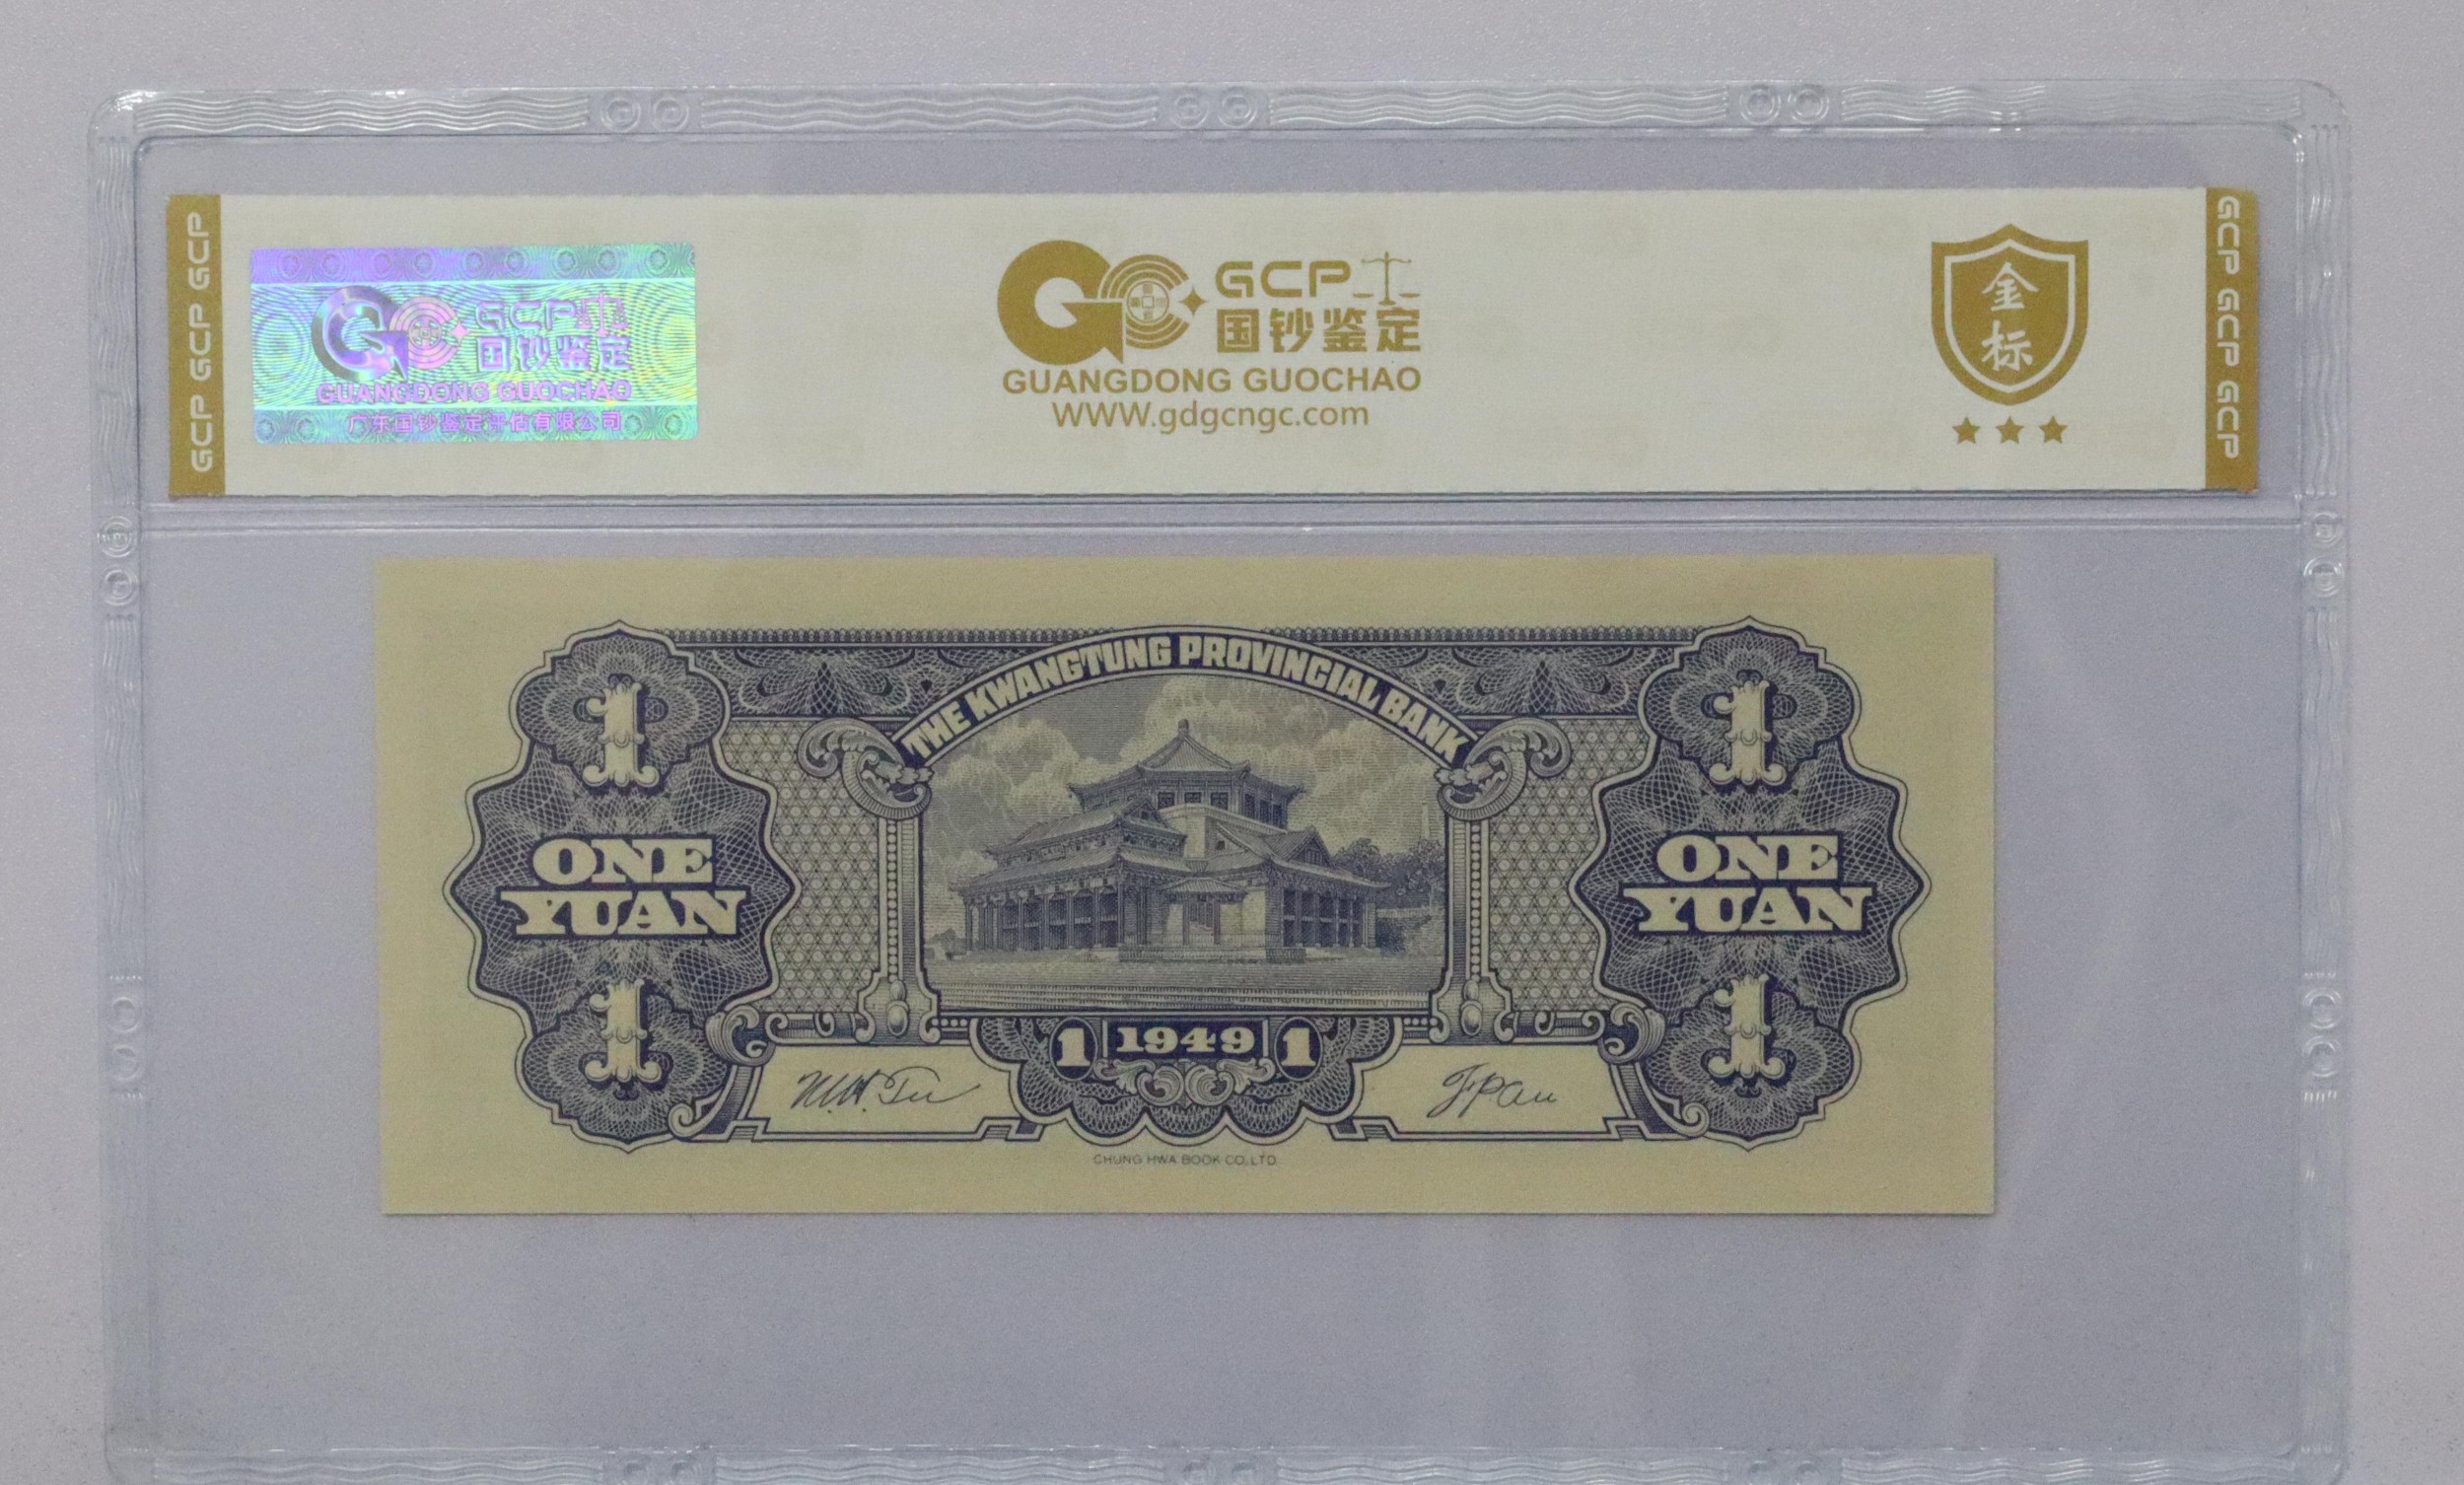 GCP GCP GCP
GCP
国钞鉴定
GUANGDONG GUOCHAO
广东国钞鉴定评估有限公司
GCP
国钞鉴定
GUANGDONG GUOCHAO
WWW.gdgcngc.com
金
标
GCP GCP GCP
THE KWANGTUNG PROVINCIAL BANK
1
1
ONE
YUAN
ONE
YUAN
1
1
1 1949 1
CHUNG HWA BOOK CO., LTD.